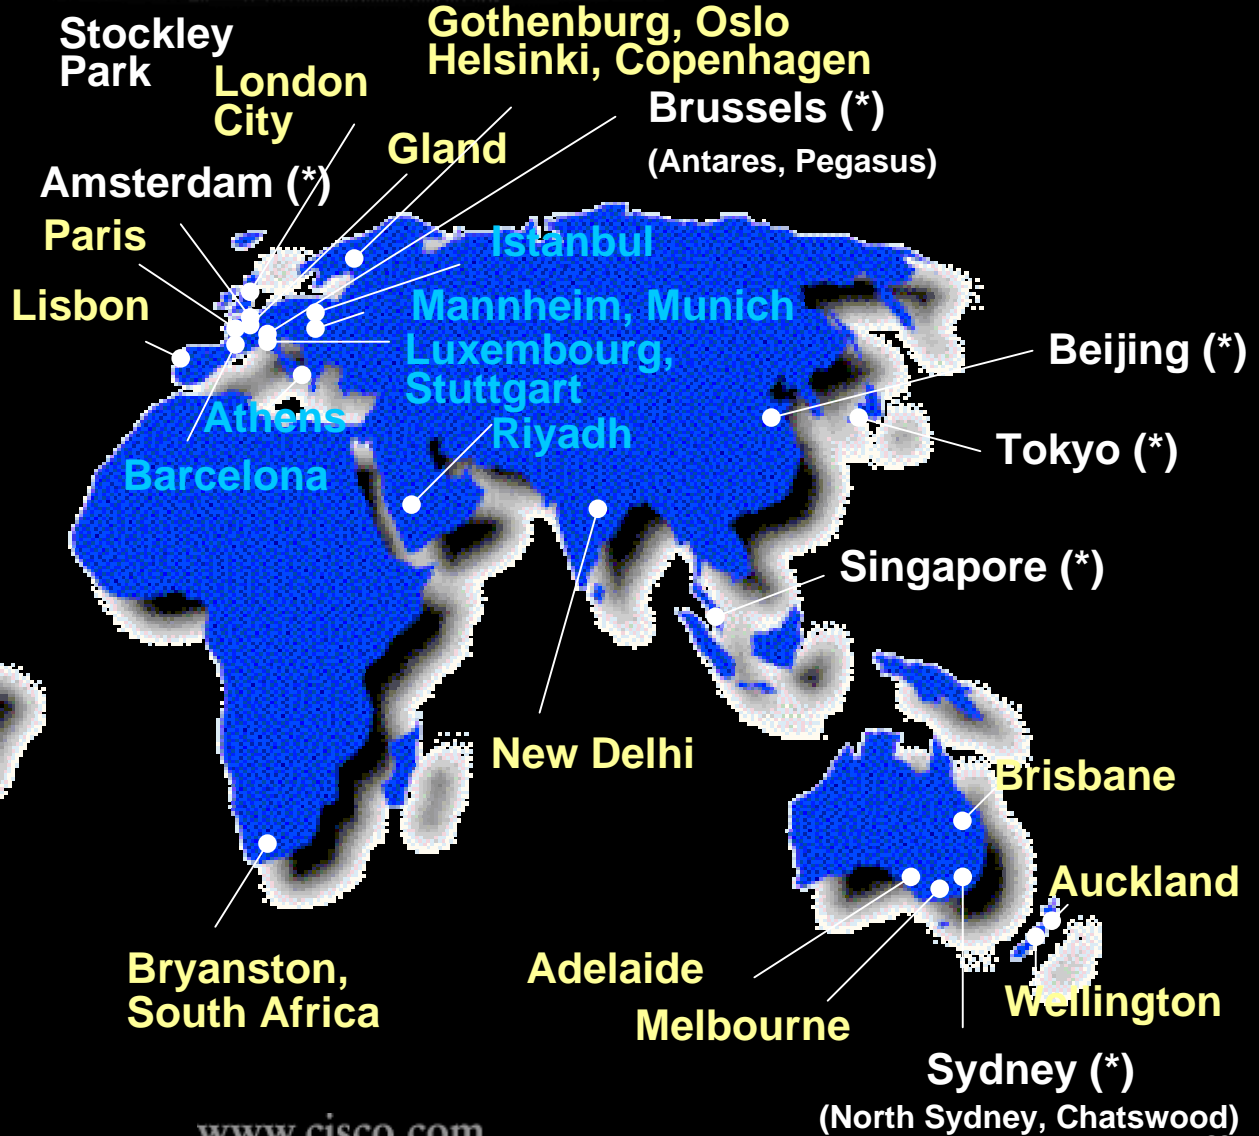 Stockley
Park
London
City
Gothenburg, Oslo
Helsinki, Copenhagen
Brussels (*)
(Antares, Pegasus)
Gland
Amsterdam (*)
Paris
Istanbul
Lisbon
Mannheim, Munich
Luxembourg,
Stuttgart
Beijing (*)
Athens
Riyadh
Tokyo (*)
Barcelona
Singapore (*)
New Delhi
Brisbane
Auckland
Bryanston,
South Africa
Adelaide
Wellington
Melbourne
Sydney (*)
(North Sydney, Chatswood)
www.cisco.com